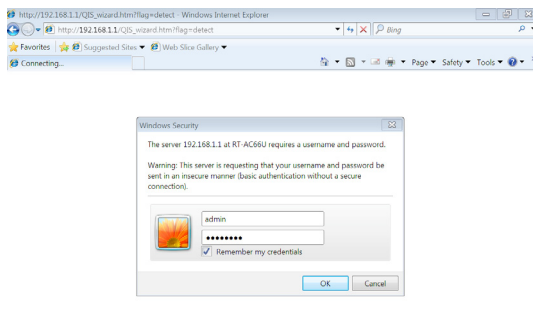 http://192.168.1.1/QIS_wizard.htm?flag=detect - Windows Internet Explorer
http://192.168.1.1/QIS_wizard.htm?flag=detect
Bing
Favorites Suggested Sites Web Slice Gallery
Connecting...
Page Safety Tools
Windows Security
The server 192.168.1.1 at RT-AC66U requires a username and password.
Warning: This server is requesting that your username and password be
sent in an insecure manner (basic authentication without a secure
connection).
admin
••••••••
Remember my credentials
OK Cancel